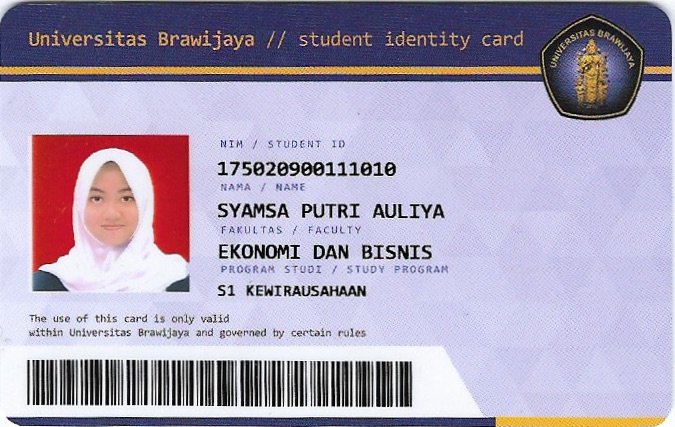 Universitas Brawijaya // student identity card
UNIVERSITAS BRAWIJAYA
NIM / STUDENT ID
175020900111010
NAMA / NAME
SYAMSA PUTRI AULIYA
FAKULTAS / FACULTY
EKONOMI DAN BISNIS
PROGRAM STUDI / STUDY PROGRAM
S1 KEWIRAUSAHAAN
The use of this card is only valid
within Universitas Brawijaya and governed by certain rules